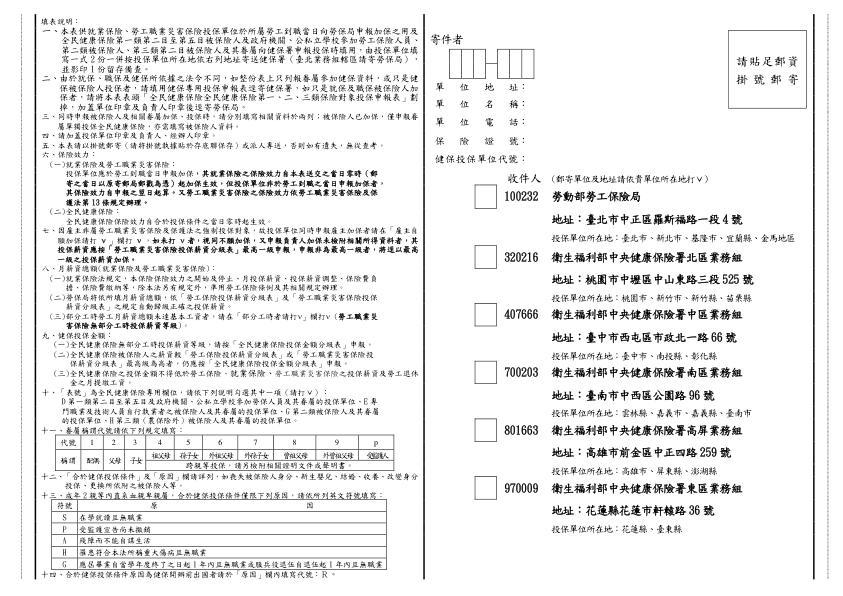 填表說明：
一、本表供就業保險、勞工職業災害保險投保單位於所屬勞工到職當日向勞保局申報加保之用及
全民健康保險第一類第二目至第五目被保險人及政府機關、公私立學校參加勞工保險人員、
第二類被保險人、第三類第二目被保險人及其眷屬向健保署申報投保時填用，由投保單位填
寫一式2份一併按投保單位所在地依右列地址寄送健保署（臺北業務組轄區請寄勞保局），
並影印1份留存備查。
二、由於就保、職保及健保所依據之法令不同，如整份表上只列報眷屬參加健保資料，或只是健
保被保險人投保者，請填用健保專用投保申報表逕寄健保署，如只是就保及職保被保險人加
保者，請將本表表頭「全民健康保險全民健康保險第一、二、三類保險對象投保申報表」劃
掉，加蓋單位印章及負責人印章後逕寄勞保局。
三、同時申報被保險人及相關眷屬加保、投保時，請分別填寫相關資料於兩列；被保險人已加保，僅申報眷
屬單獨投保全民健康保險，亦需填寫被保險人資料。
四、請加蓋投保單位印章及負責人、經辦人印章。
五、本表請以掛號郵寄（請將掛號執據貼於存底聯保存）或派人專送，否則如有遺失，無從查考。
六、保險效力：
(一)就業保險及勞工職業災害保險：
投保單位應於勞工到職當日申報加保，其就業保險之保險效力自本表送交之當日零時（郵
寄之當日以原寄郵局郵戳為憑）起加保生效，但投保單位非於勞工到職之當日申報加保者，
其保險效力自申報之翌日起算。又勞工職業災害保險之保險效力依勞工職業災害保險及保
護法第13條規定辦理。
(二)全民健康保險：
全民健康保險保險效力自合於投保條件之當日零時起生效。
七、因雇主非屬勞工職業災害保險及保護法之強制投保對象，故投保單位同時申報雇主加保者請在「雇主自
願加保請打 v 」欄打 v 。如未打 v 者，視同不願加保，又申報負責人加保未檢附相關所得資料者，其
投保薪資應按「勞工職業災害保險投保薪資分級表」最高一級申報，申報非為最高一級者，將逕以最高
一級之投保薪資加保。
八、月薪資總額(就業保險及勞工職業災害保險)：
(一)就業保險法規定，本保險保險效力之開始及停止、月投保薪資、投保薪資調整、保險費負
擔、保險費繳納等，除本法另有規定外，準用勞工保險條例及其相關規定辦理。
(二)勞保局將依所填月薪資總額，依「勞工保險投保薪資分級表」及「勞工職業災害保險投保
薪資分級表」之規定自動歸級正確之投保薪資。
(三)部分工時勞工月薪資總額未達基本工資者，請在「部分工時者請打v」欄打v（勞工職業災
害保險無部分工時投保薪資等級）。
九、健保投保金額：
(一)全民健康保險無部分工時投保薪資等級，請按「全民健康保險投保金額分級表」申報。
(二)全民健康保險被保險人之薪資較「勞工保險投保薪資分級表」或「勞工職業災害保險投
保薪資分級表」最高級為高者，仍應按「全民健康保險投保金額分級表」申報。
(三)全民健康保險之投保金額不得低於勞工保險、就業保險、勞工職業災害保險之投保薪資及勞工退休
金之月提繳工資。
十、「表號」為全民健康保險專用欄位，請依下列說明勾選其中一項（請打 v ）：
D第一類第二目至第五目及政府機關、公私立學校參加勞保人員及其眷屬的投保單位、E專
門職業及技術人員自行執業者之被保險人及其眷屬的投保單位、G第二類被保險人及其眷屬
的投保單位、H第三類（農保除外）被保險人及其眷屬的投保單位。
十一、眷屬稱謂代號請依下列規定填寫：
代號 1 2 3 4 5 6 7 8 9 p
稱謂 配偶 父母 子女 祖父母 孫子女 外祖父母 外孫子女 曾祖父母 外曾祖父母 受監護人
跨親等投保，請另檢附相關證明文件或聲明書。
十二、「合於健保投保條件」及「原因」欄請詳列，如喪失被保險人身分、新生嬰兒、結婚、收養、改變身分
投保、更換所依附之被保險人等。
十三、成年2親等內直系血親卑親屬，合於健保投保條件僅限下列原因，請依所列英文符號填寫：
符號 原因
S 在學就讀且無職業
P 受監護宣告尚未撤銷
A 殘障而不能自謀生活
H 罹患符合本法所稱重大傷病且無職業
G 應屆畢業自當學年度終了之日起1年內且無職業或服兵役退伍自退伍起1年內且無職業
十四、合於健保投保條件原因為健保開辦前出國者請於「原因」欄內填寫代號：R 。
寄件者
請貼足郵資
掛號郵寄
單位地址：
單位名稱：
單位電話：
保險證號：
健保投保單位代號：
收件人 （郵寄單位及地址請依貴單位所在地打v）
100232 勞動部勞工保險局
地址：臺北市中正區羅斯福路一段4號
投保單位所在地：臺北市、新北市、基隆市、宜蘭縣、金馬地區
320216 衛生福利部中央健康保險署北區業務組
地址：桃園市中壢區中山東路三段525號
投保單位所在地：桃園市、新竹市、新竹縣、苗栗縣
407666 衛生福利部中央健康保險署中區業務組
地址：臺中市西屯區市政北一路66號
投保單位所在地：臺中市、南投縣、彰化縣
700203 衛生福利部中央健康保險署南區業務組
地址：臺南市中西區公園路96號
投保單位所在地：雲林縣、嘉義市、嘉義縣、臺南市
801663 衛生福利部中央健康保險署高屏業務組
地址：高雄市前金區中正四路259號
投保單位所在地：高雄市、屏東縣、澎湖縣
970009 衛生福利部中央健康保險署東區業務組
地址：花蓮縣花蓮市軒轅路36號
投保單位所在地：花蓮縣、臺東縣